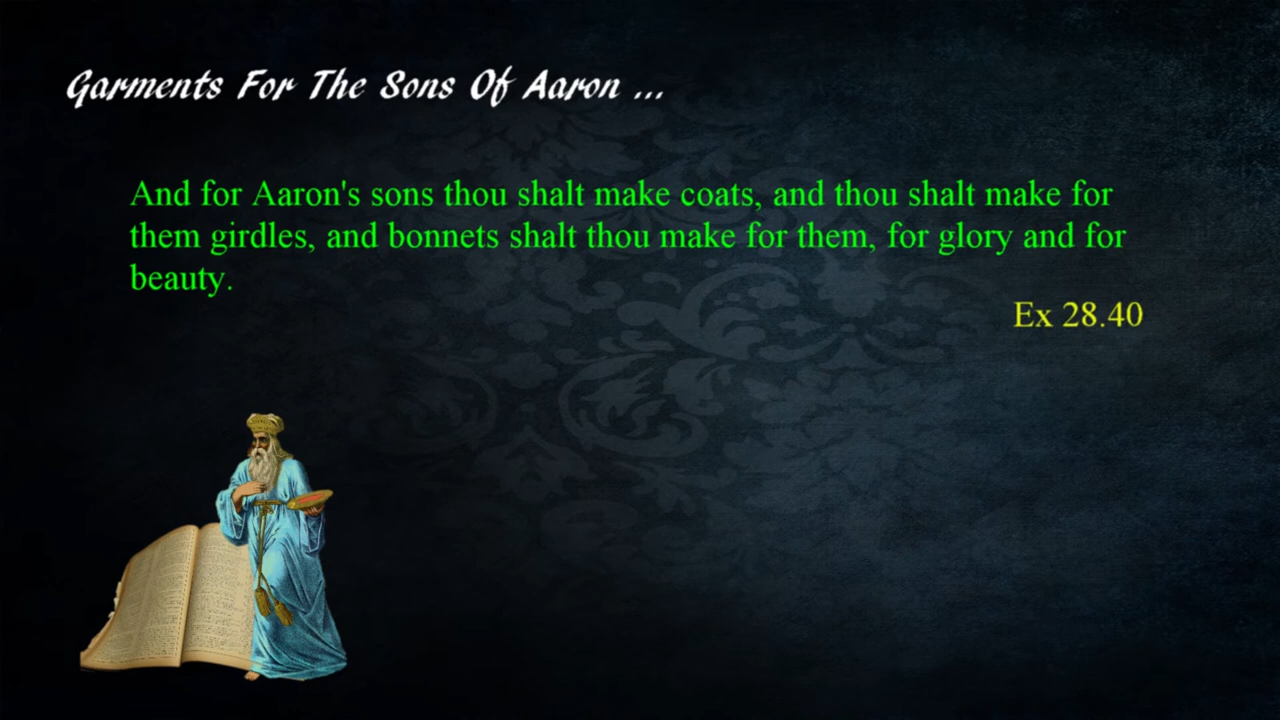 Garments For The Sons Of Aaron ...
And for Aaron's sons thou shalt make coats, and thou shalt make for
them girdles, and bonnets shalt thou make for them, for glory and for
beauty.
Ex 28.40